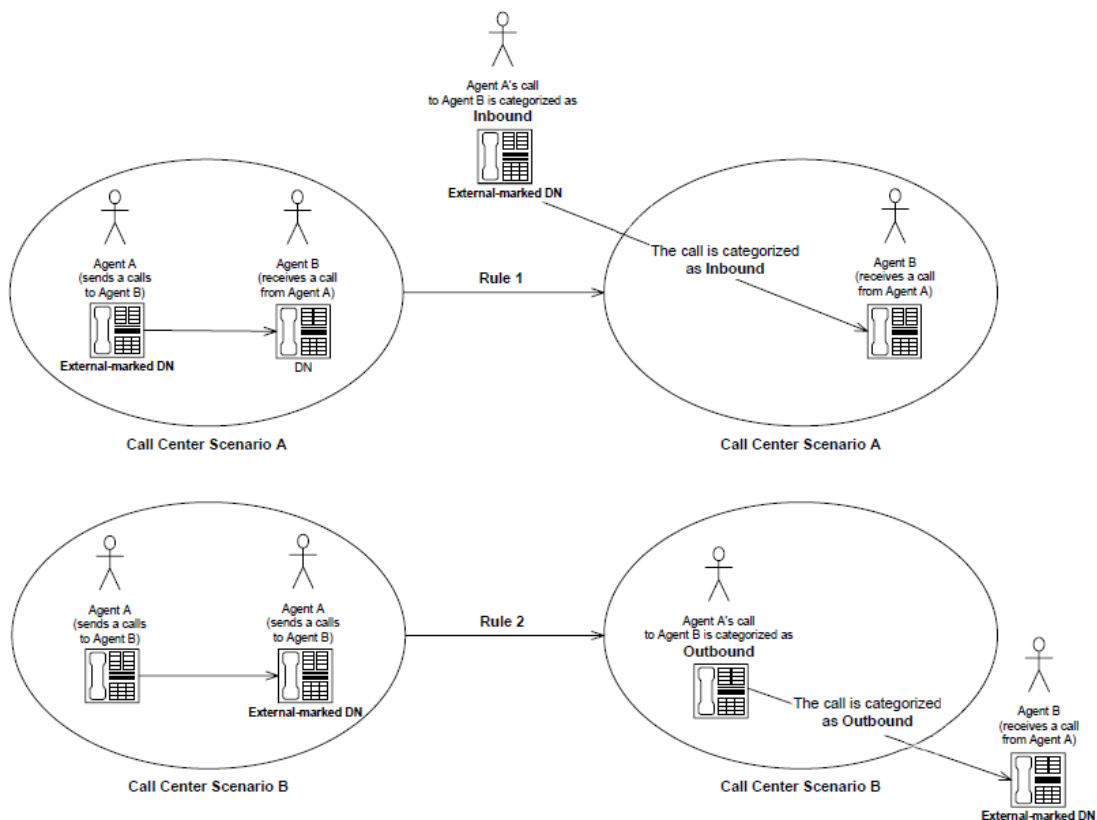 Agent A's call
to Agent B is categorized as
Inbound
External-marked DN
Agent A
(sends a calls
to Agent B)
External-marked DN
Agent B
(receives a call
from Agent A)
DN
Rule 1
The call is categorized
as Inbound
Agent B
(receives a call
from Agent A)
Call Center Scenario A
Call Center Scenario A
Agent A
(sends a calls
to Agent B)
Agent A
(sends a calls
to Agent B)
External-marked DN
Rule 2
Agent A's call
to Agent B is categorized as
Outbound
The call is categorized
as Outbound
Agent B
(receives a call
from Agent A)
External-marked DN
Call Center Scenario B
Call Center Scenario B